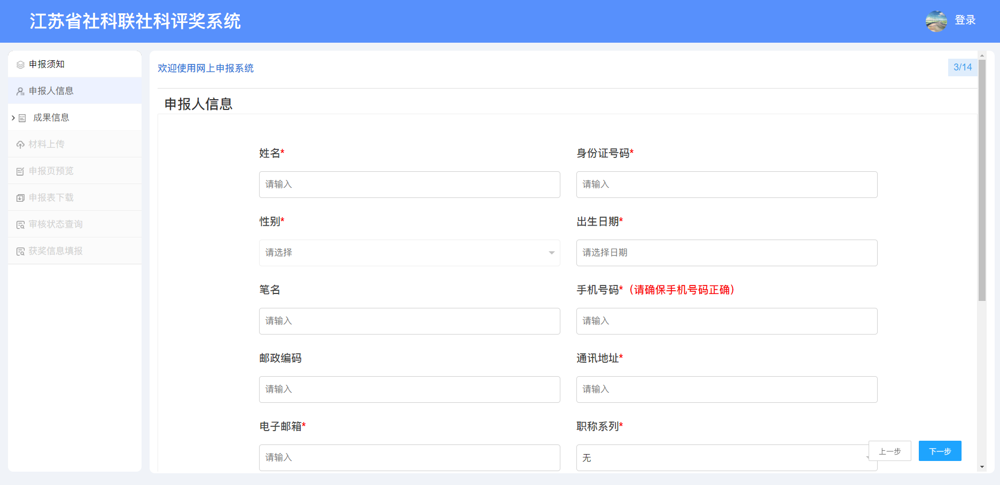 江苏省社科联社科评奖系统
登录
申报须知
申报人信息
成果信息
材料上传
申报页预览
申报表下载
审核状态查询
获奖信息填报
欢迎使用网上申报系统
3/14
申报人信息
姓名*
身份证号码*
请输入
请输入
性别*
出生日期*
请选择
请选择日期
笔名
手机号码*（请确保手机号码正确）
请输入
请输入
邮政编码
通讯地址*
请输入
请输入
电子邮箱*
职称系列*
请输入
无
上一步
下一步